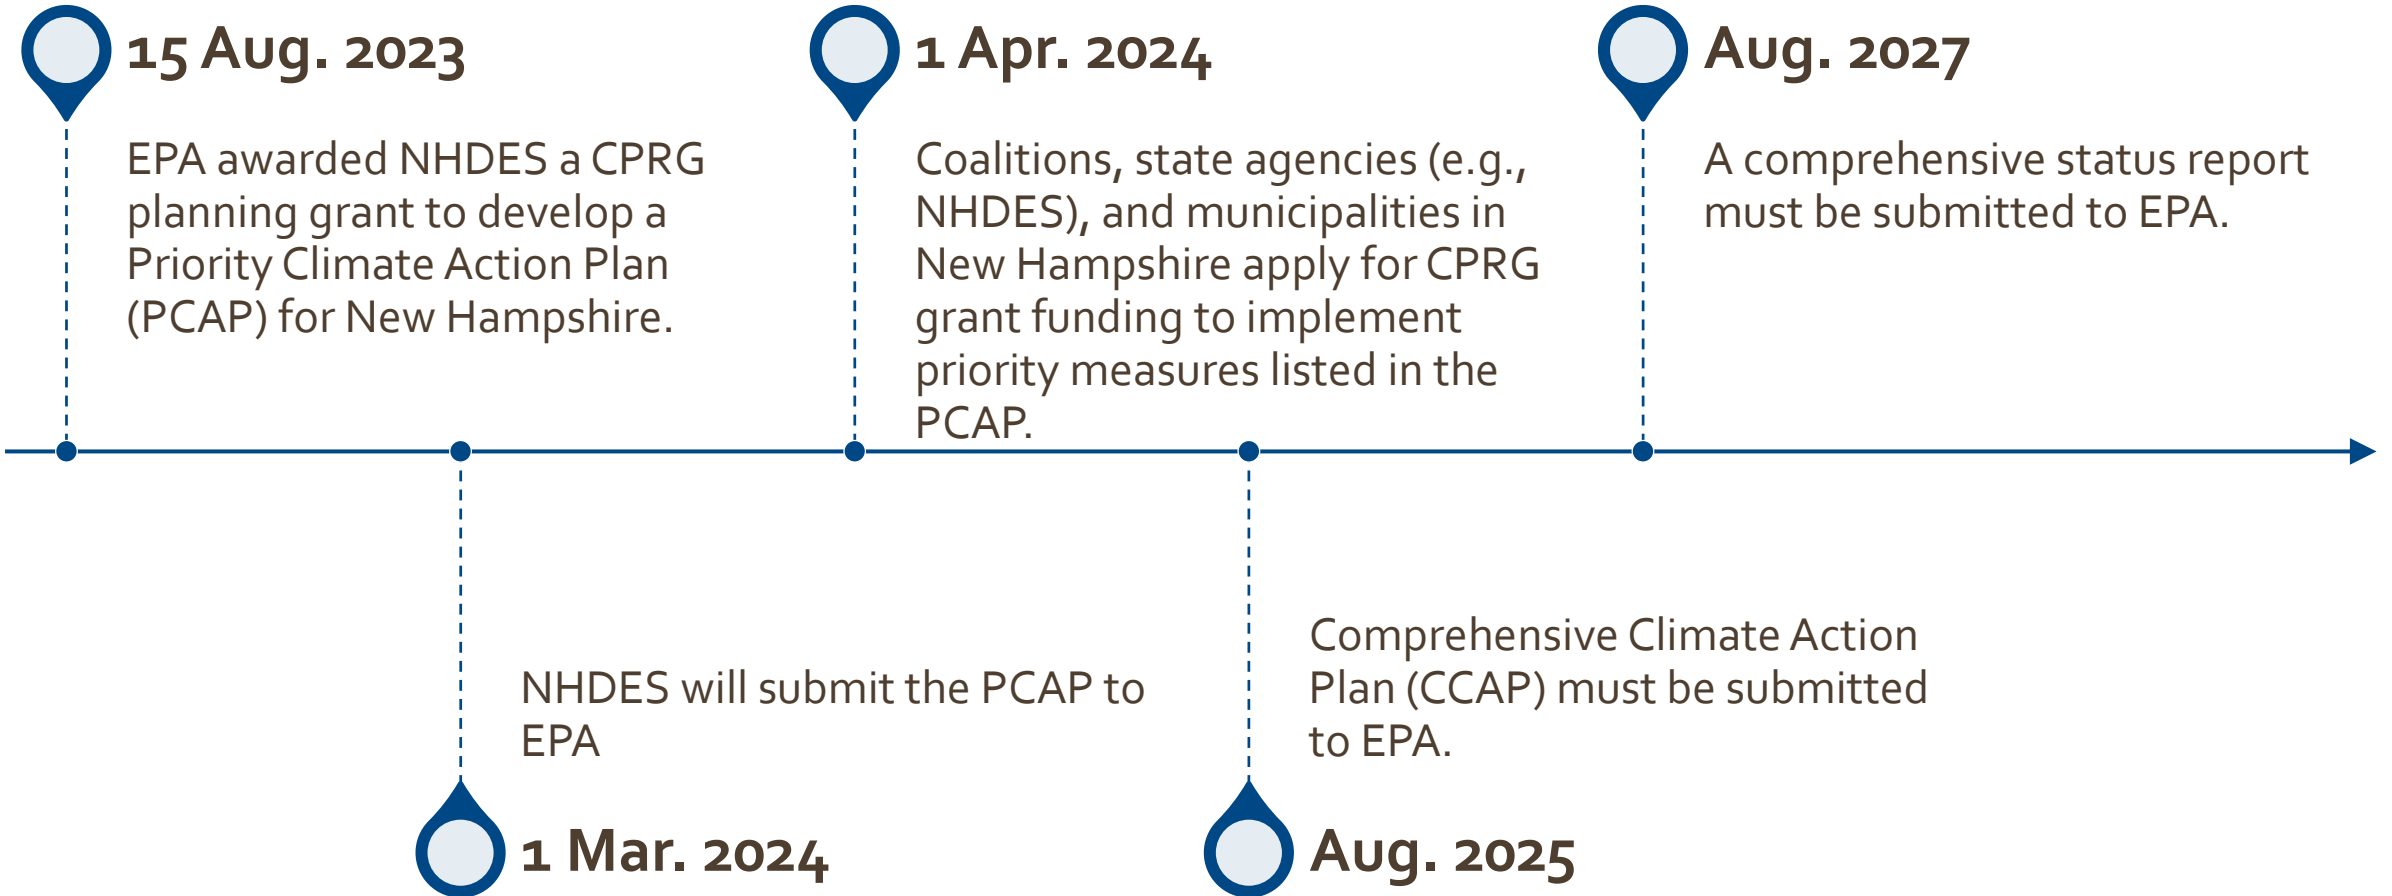 15 Aug. 2023
EPA awarded NHDES a CPRG
planning grant to develop a
Priority Climate Action Plan
(PCAP) for New Hampshire.
1 Apr. 2024
Coalitions, state agencies (e.g.,
NHDES), and municipalities in
New Hampshire apply for CPRG
grant funding to implement
priority measures listed in the
PCAP.
Aug. 2027
A comprehensive status report
must be submitted to EPA.
NHDES will submit the PCAP to
EPA
1 Mar. 2024
Comprehensive Climate Action
Plan (CCAP) must be submitted
to EPA.
Aug. 2025